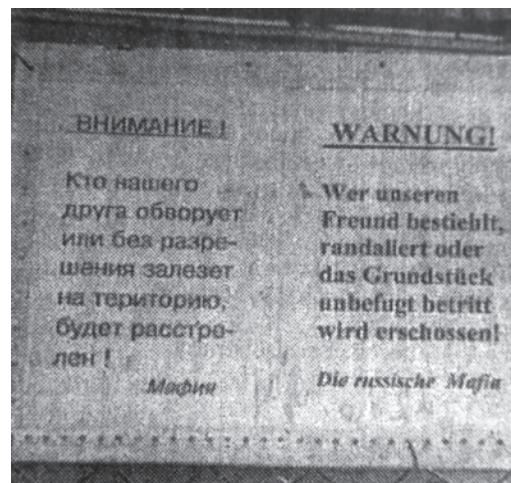 ВНИМАНИЕ !
Кто нашего
друга обворует
или без разре-
шения залезет
на територию,
будет расстре-
лен !
Мафия
WARNUNG!
Wer unseren
Freund bestiehlt,
randaliert oder
das Grundstück
unbefugt betritt
wird erschossen!
Die russische Mafia